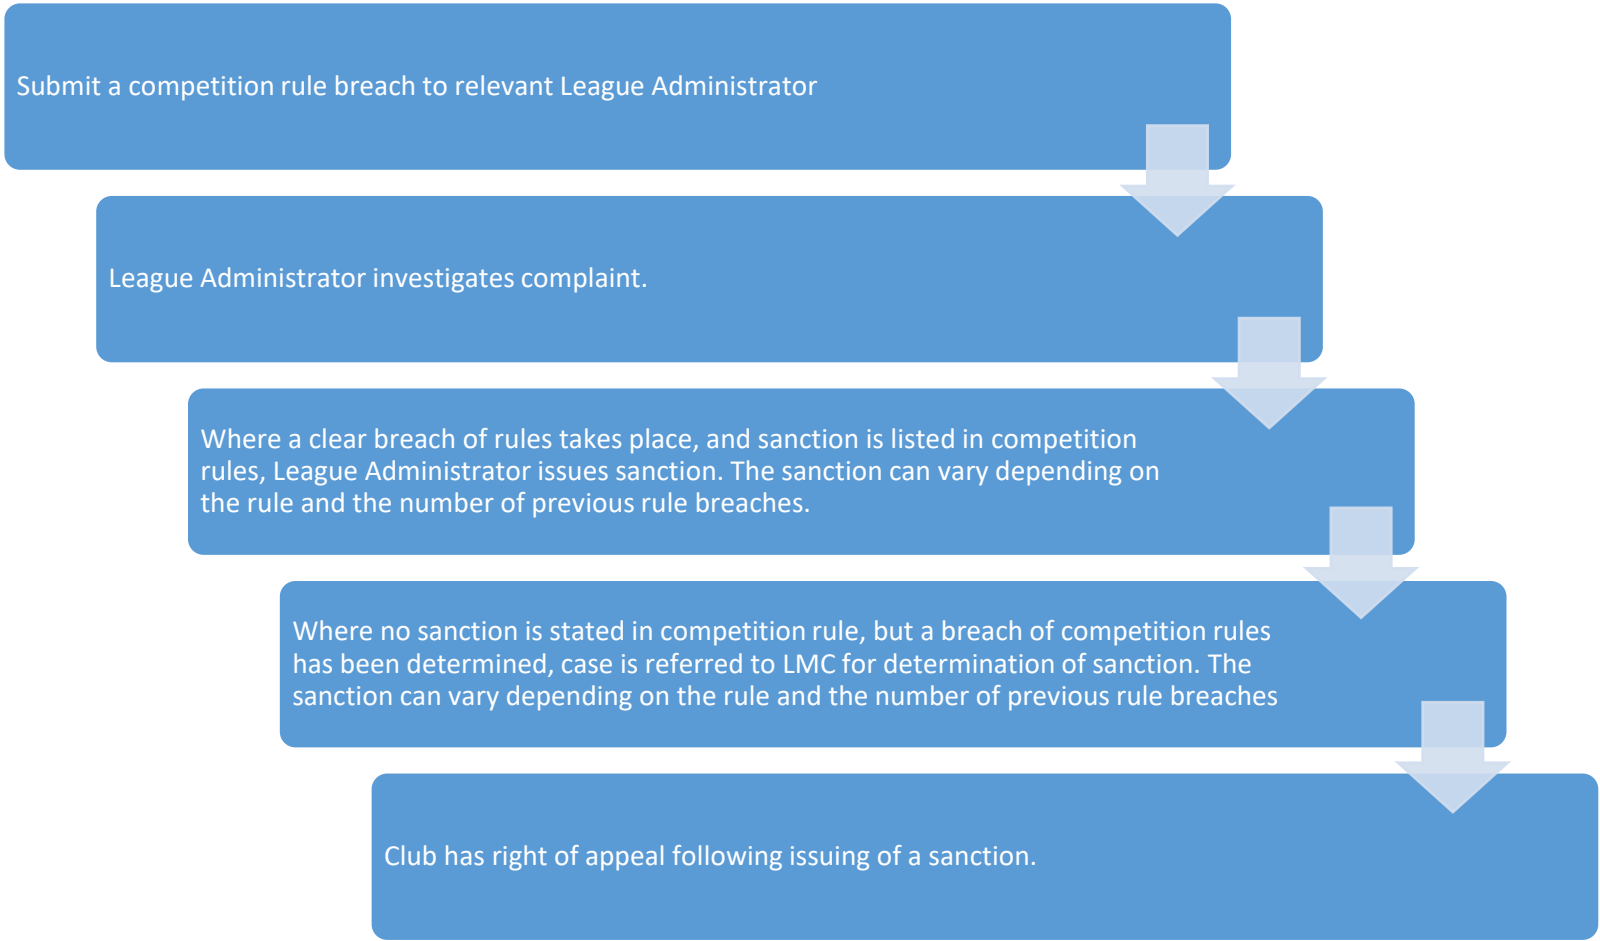 Submit a competition rule breach to relevant League Administrator
League Administrator investigates complaint.
Where a clear breach of rules takes place, and sanction is listed in competition
rules, League Administrator issues sanction. The sanction can vary depending on
the rule and the number of previous rule breaches.
Where no sanction is stated in competition rule, but a breach of competition rules
has been determined, case is referred to LMC for determination of sanction. The
sanction can vary depending on the rule and the number of previous rule breaches
Club has right of appeal following issuing of a sanction.